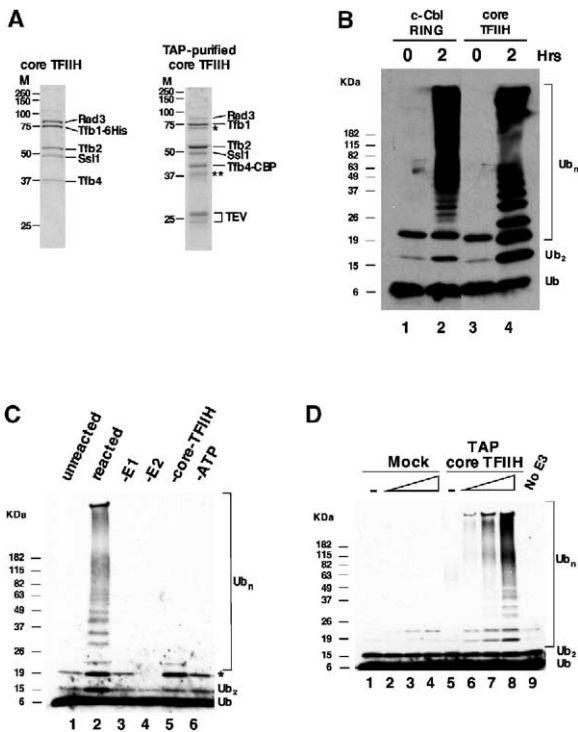 A
core TFIIH
M
250
150
100
75
50
37
25
Rad3
Tfb1-6His
Tfb2
Ssl1
Tfb4
TAP-purified
core TFIIH
M
250
150
100
75
50
37
25
Rad3
Tfb1
*
Tfb2
Ssl1
Tfb4-CBP
**
TEV
B
c-Cbl RING core TFIIH
0 2 0 2 Hrs
KDa
182
115
82
63
49
37
26
19
15
6
Ubn
Ub2
Ub
1 2 3 4
C
unreacted
reacted
-E1
-E2
-core-TFIIH
-ATP
KDa
182
115
82
63
49
37
26
19
15
6
Ubn
*
Ub2
Ub
1 2 3 4 5 6
D
Mock TAP core TFIIH No E3
- -
KDa
182
115
82
63
49
37
26
19
15
6
Ubn
Ub2
Ub
1 2 3 4 5 6 7 8 9